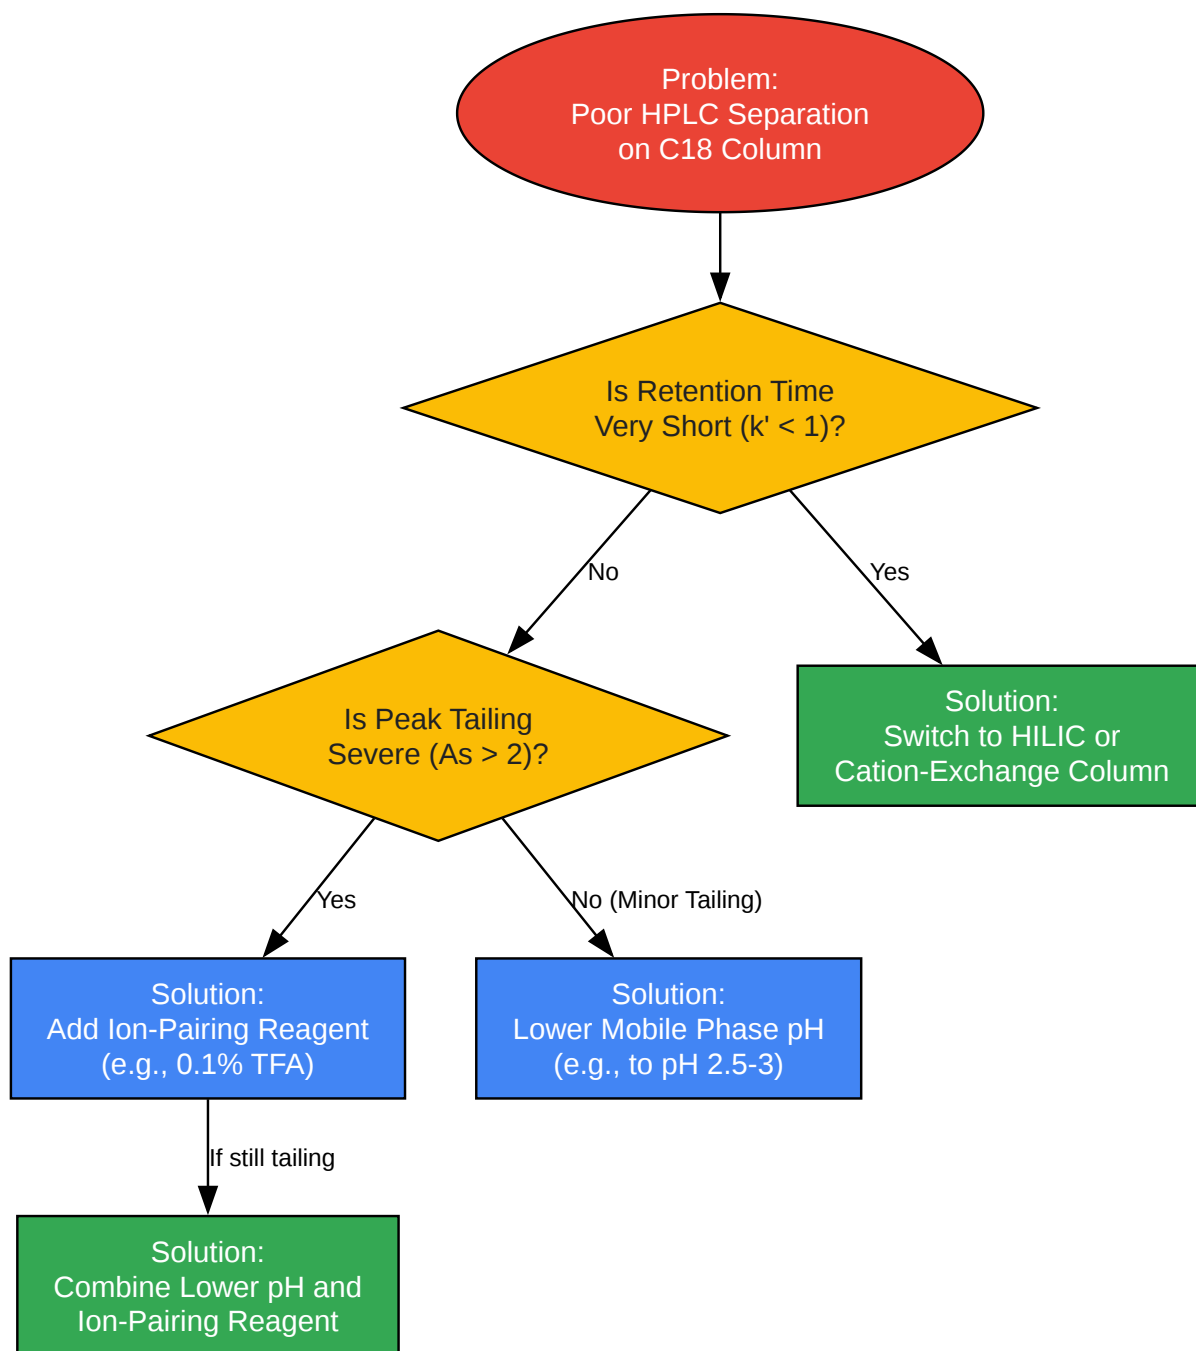 Problem:
Poor HPLC Separation
on C18 Column
Is Retention Time
Very Short (k' < 1)?
No
Yes
Is Peak Tailing
Severe (As > 2)?
Solution:
Switch to HILIC or
Cation-Exchange Column
Yes
No (Minor Tailing)
Solution:
Add Ion-Pairing Reagent
(e.g., 0.1% TFA)
Solution:
Lower Mobile Phase pH
(e.g., to pH 2.5-3)
If still tailing
Solution:
Combine Lower pH and
Ion-Pairing Reagent